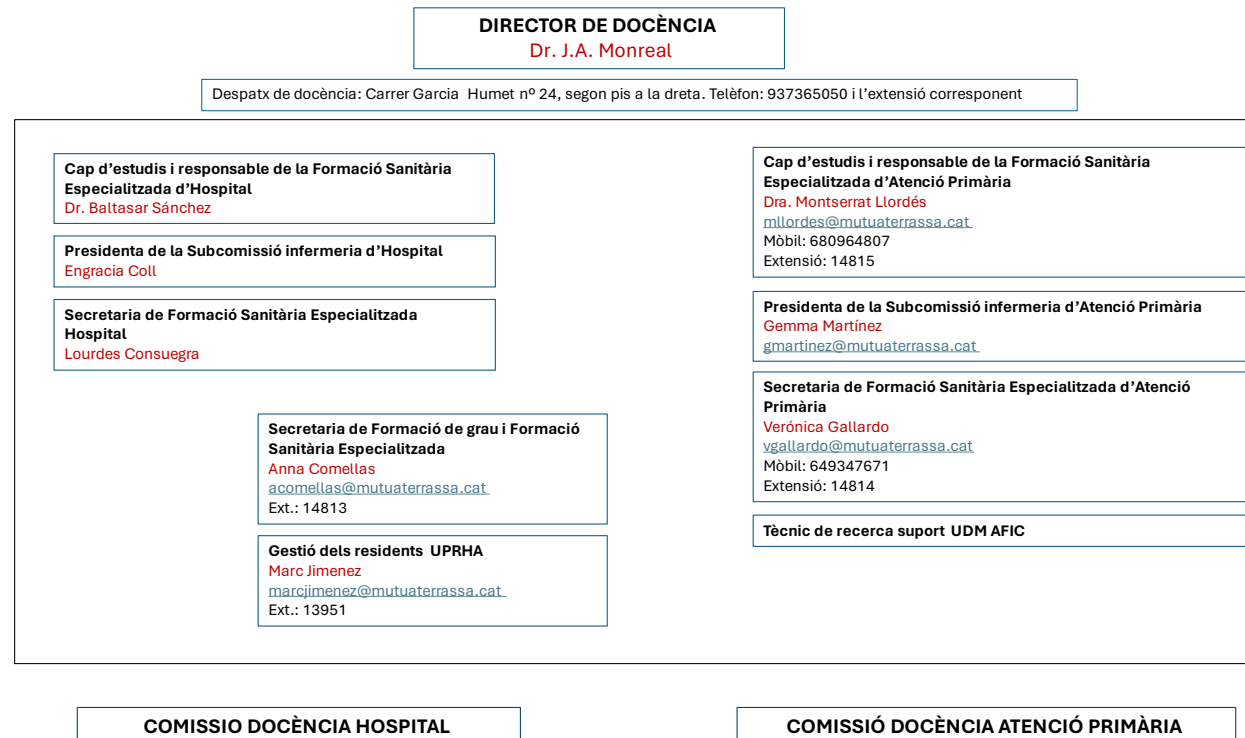 DIRECTOR DE DOCÈNCIA
Dr. J.A. Monreal
Despatx de docència: Carrer Garcia Humet nº 24, segon pis a la dreta. Telèfon: 937365050 i l’extensió corresponent
Cap d’estudis i responsable de la Formació Sanitària
Especialitzada d’Hospital
Dr. Baltasar Sánchez
Presidenta de la Subcomissió infermeria d’Hospital
Engracia Coll
Secretaria de Formació Sanitària Especialitzada
Hospital
Lourdes Consuegra
Secretaria de Formació de grau i Formació
Sanitària Especialitzada
Anna Comellas
acomellas@mutuaterrassa.cat
Ext.: 14813
Gestió dels residents UPRHA
Marc Jimenez
marcjimenez@mutuaterrassa.cat
Ext.: 13951
Cap d’estudis i responsable de la Formació Sanitària
Especialitzada d’Atenció Primària
Dra. Montserrat Llordés
mllordes@mutuaterrassa.cat
Mòbil: 680964807
Extensió: 14815
Presidenta de la Subcomissió infermeria d’Atenció Primària
Gemma Martínez
gmartinez@mutuaterrassa.cat
Secretaria de Formació Sanitària Especialitzada d’Atenció
Primària
Verónica Gallardo
vgallardo@mutuaterrassa.cat
Mòbil: 649347671
Extensió: 14814
Tècnic de recerca suport UDM AFIC
COMISSIO DOCÈNCIA HOSPITAL
COMISSIÓ DOCÈNCIA ATENCIÓ PRIMÀRIA